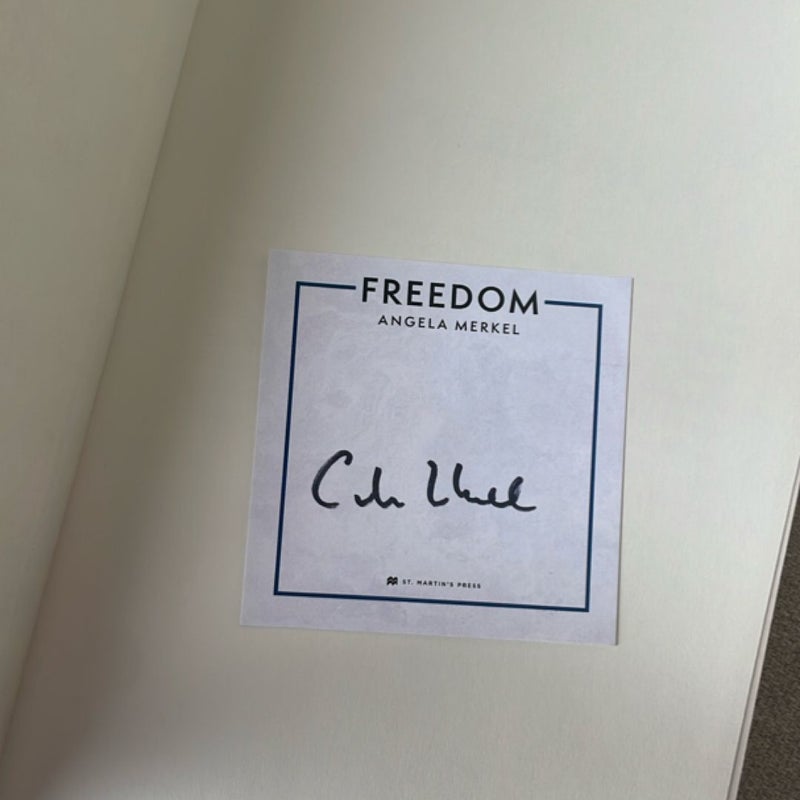 FREEDOM
ANGELA MERKEL
ST. MARTIN'S PRESS